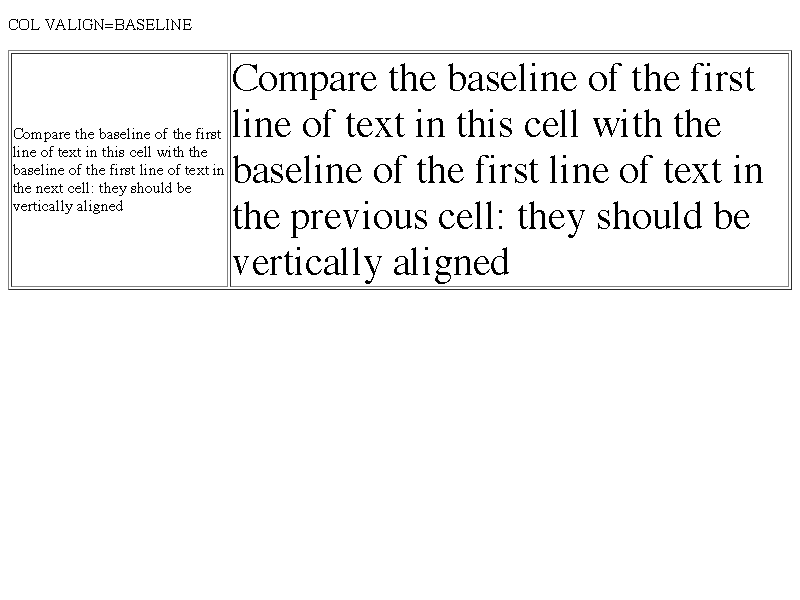 COL VALIGN=BASELINE
Compare the baseline of the first
line of text in this cell with the
baseline of the first line of text in
the next cell: they should be
vertically aligned
Compare the baseline of the first
line of text in this cell with the
baseline of the first line of text in
the previous cell: they should be
vertically aligned